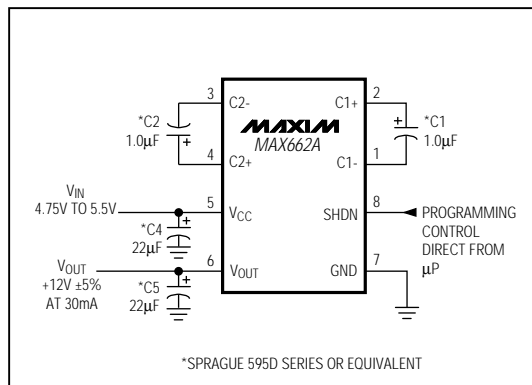 3 C2- C1+ 2
*C2 + *C1
1.0µF + MAXIM 1.0µF
MAX662A
4 C2+ C1- 1
VIN
4.75V TO 5.5V 5 VCC SHDN 8 PROGRAMMING
CONTROL
DIRECT FROM
µP
*C4 +
22µF
VOUT
+12V ±5%
AT 30mA
6 VOUT GND 7
*C5 +
22µF
*SPRAGUE 595D SERIES OR EQUIVALENT